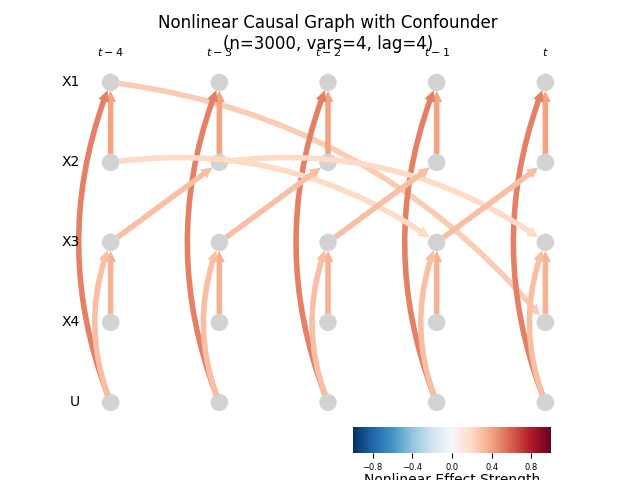 Nonlinear Causal Graph with Confounder
(n=3000, vars=4, lag=4)
t − 4 t − 3 t − 2 t − 1 t
X1
X2
X3
X4
U
−0.8 −0.4 0.0 0.4 0.8
Nonlinear Effect Strength